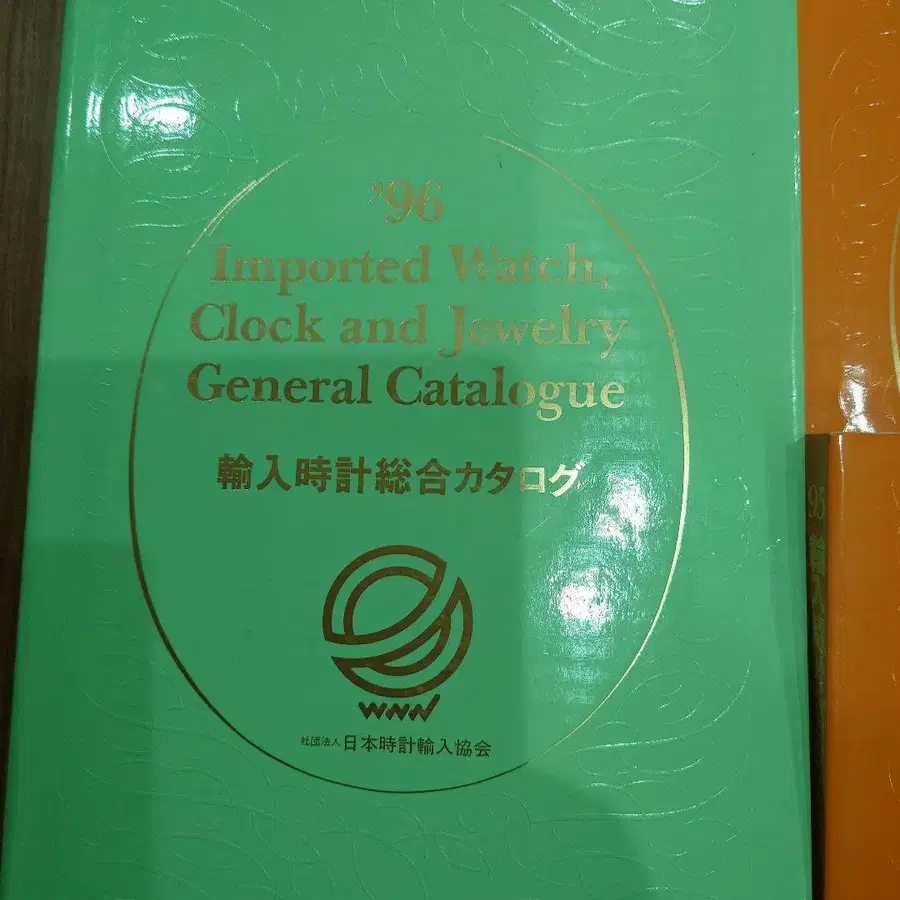 ’96
Imported Watch,
Clock and Jewelry
General Catalogue
輸入時計総合カタログ
社団法人 日本時計輸入協会